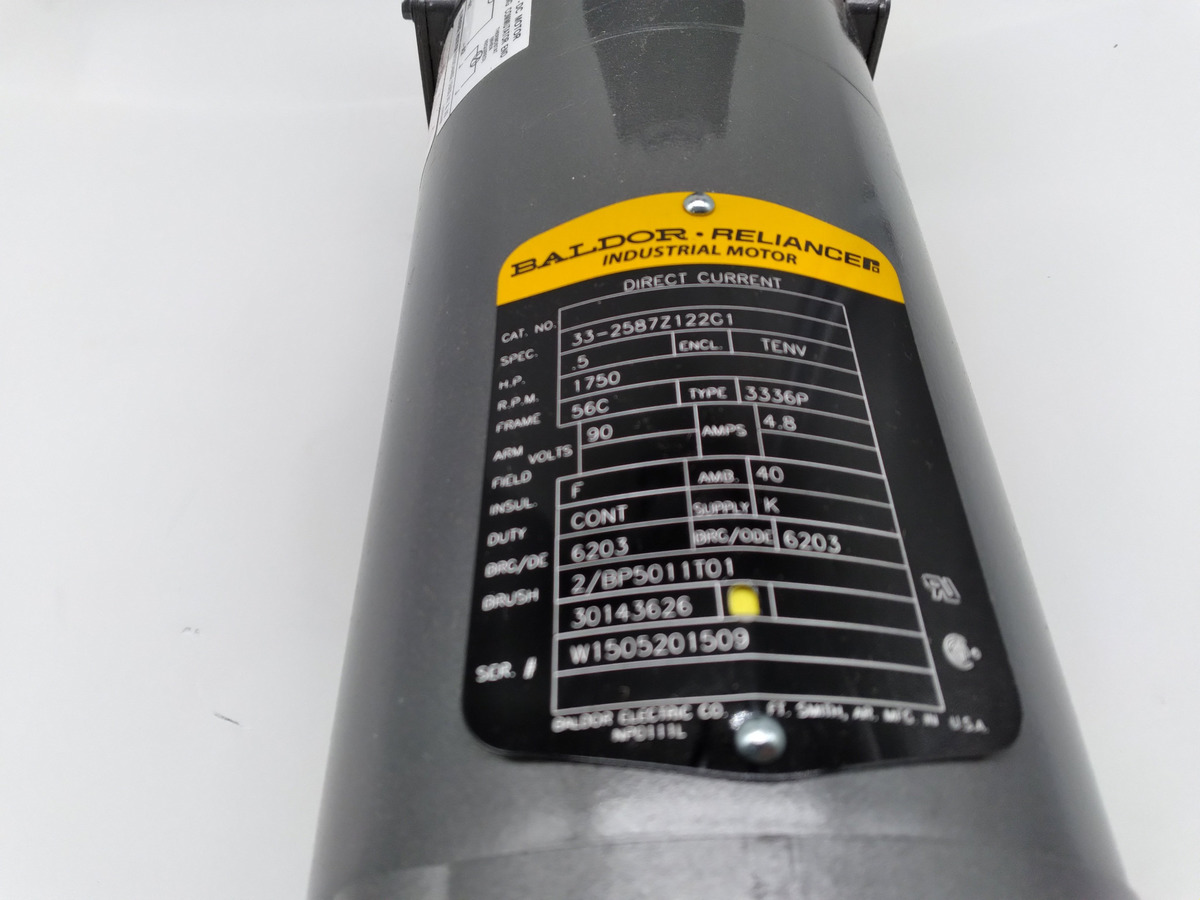 DC MOTOR
BALDOR • RELIANCE
INDUSTRIAL MOTOR
DIRECT CURRENT
CAT. NO.
SPEC. 33-2587Z122G1
H.P. .5 ENCL. TENV
R.P.M. 1750
FRAME 56C TYPE 3336P
ARM VOLTS 90 AMPS 4.8
FIELD
INSUL. F AMB. 40
DUTY CONT SUPPLY K
BRG/DE 6203 BRG/ODE 6203
BRUSH 2/BP5011T01
30143626
SER. # W1505201509
BALDOR ELECTRIC CO. FT. SMITH, AR. MFG. IN U.S.A.